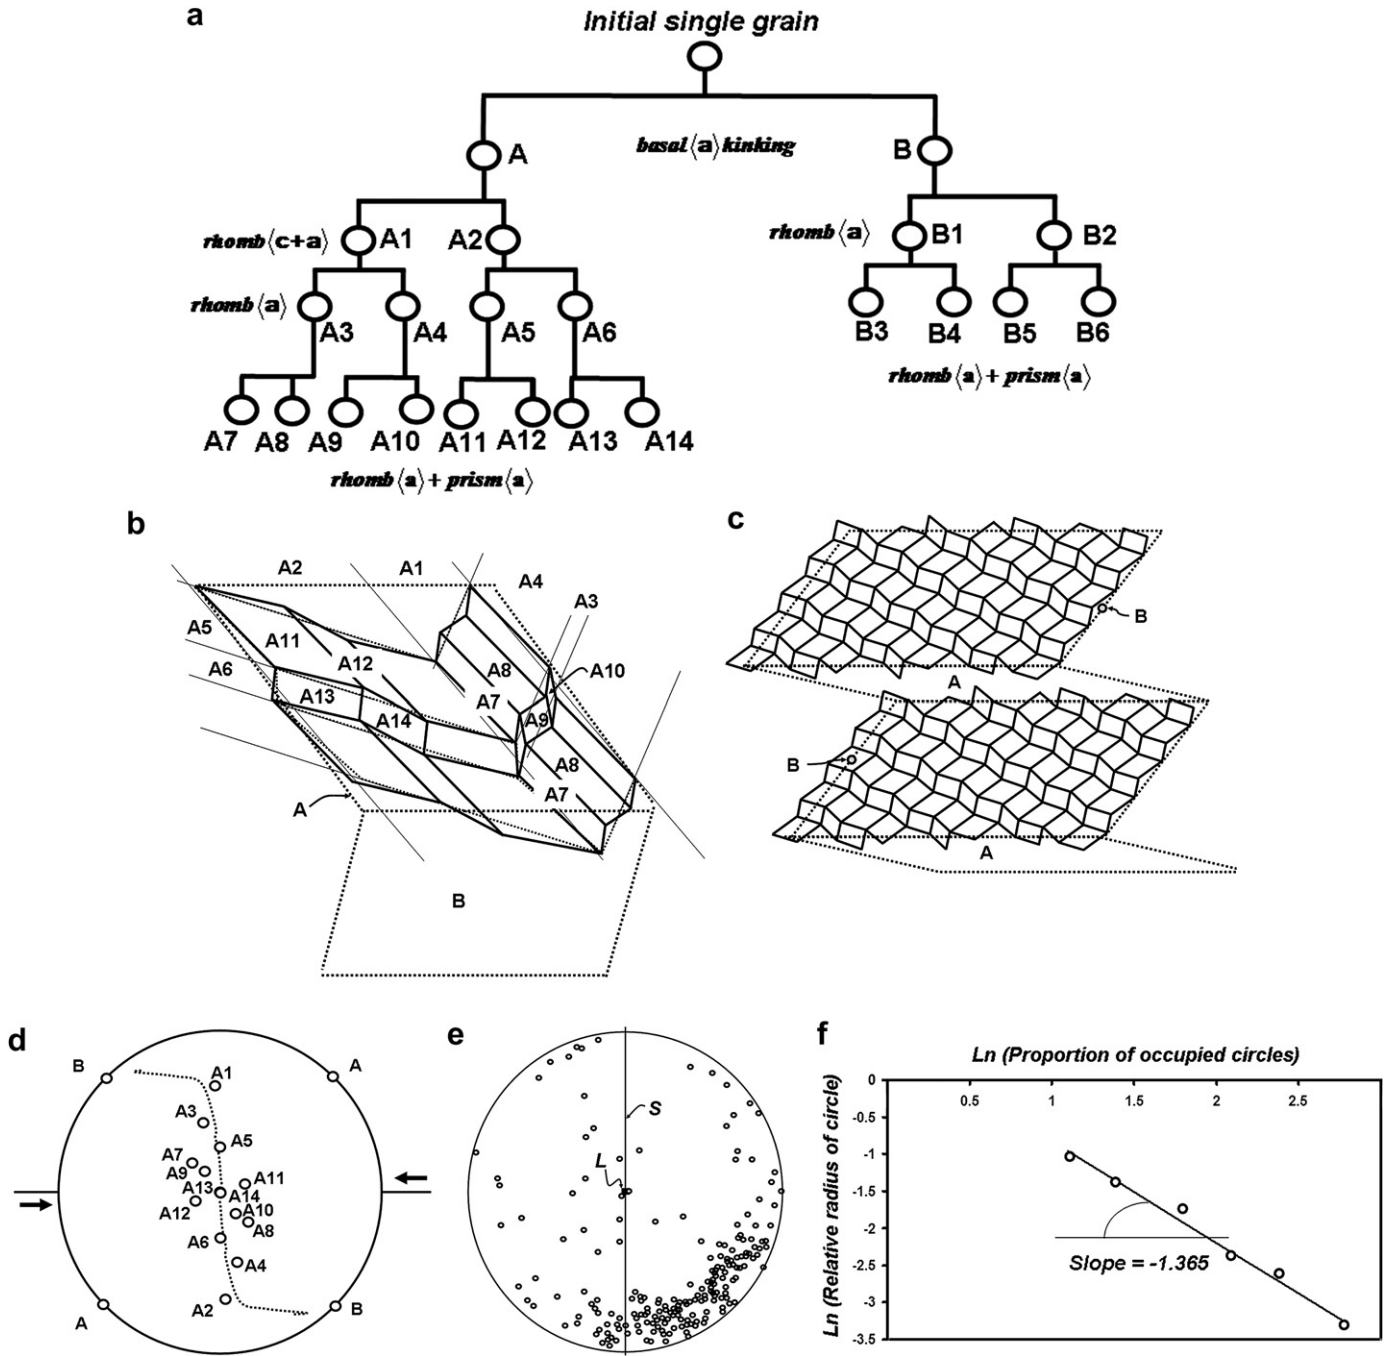 a
Initial single grain
basal⟨a⟩kinking
A
B
rhomb⟨c+a⟩
A1
A2
rhomb⟨a⟩
B1
B2
rhomb⟨a⟩
A3
A4
A5
A6
B3
B4
B5
B6
rhomb⟨a⟩+prism⟨a⟩
A7
A8
A9
A10
A11
A12
A13
A14
rhomb⟨a⟩+prism⟨a⟩
b
A2
A1
A4
A3
A5
A11
A6
A12
A8
A10
A13
A7
A14
A9
A8
A7
A
B
c
B
A
B
A
d
B
A
A1
A3
A5
A7
A9
A11
A13
A14
A12
A10
A8
A6
A4
A2
A
B
e
S
L
f
Ln (Proportion of occupied circles)
Ln (Relative radius of circle)
0
0.5
1
1.5
2
2.5
-0.5
-1
-1.5
-2
-2.5
-3
-3.5
Slope = -1.365